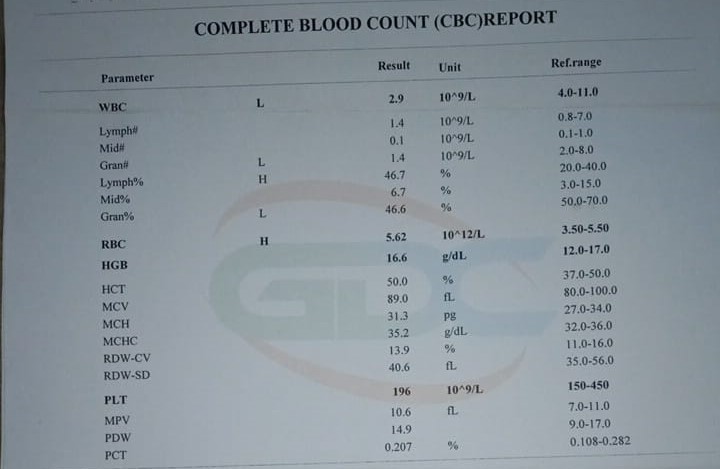 COMPLETE BLOOD COUNT (CBC)REPORT
Parameter Result Unit Ref.range
WBC L 2.9 10^9/L 4.0-11.0
Lymph# 1.4 10^9/L 0.8-7.0
Mid# 0.1 10^9/L 0.1-1.0
Gran# L 1.4 10^9/L 2.0-8.0
Lymph% H 46.7 % 20.0-40.0
Mid% 6.7 % 3.0-15.0
Gran% L 46.6 % 50.0-70.0
RBC H 5.62 10^12/L 3.50-5.50
HGB 16.6 g/dL 12.0-17.0
HCT 50.0 % 37.0-50.0
MCV 89.0 fL 80.0-100.0
MCH 31.3 pg 27.0-34.0
MCHC 35.2 g/dL 32.0-36.0
RDW-CV 13.9 % 11.0-16.0
RDW-SD 40.6 fL 35.0-56.0
PLT 196 10^9/L 150-450
MPV 10.6 fL 7.0-11.0
PDW 14.9 9.0-17.0
PCT 0.207 % 0.108-0.282
GDC